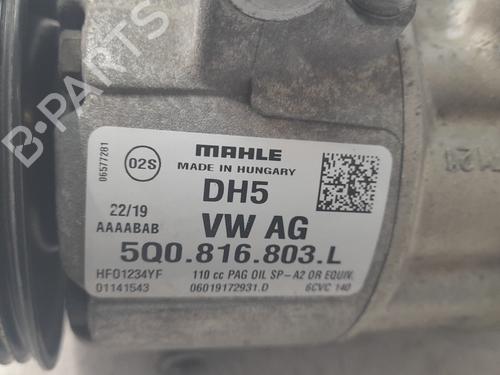 B-PARTS
06577281
02S
MAHLE
MADE IN HUNGARY
DH5
22/19
VW AG
AAAABAB
5Q0.816.803.L
HFO1234YF 110 cc PAG OIL SP-A2 OR EQUIV.
01141543 06019172931.D 6CVC 140